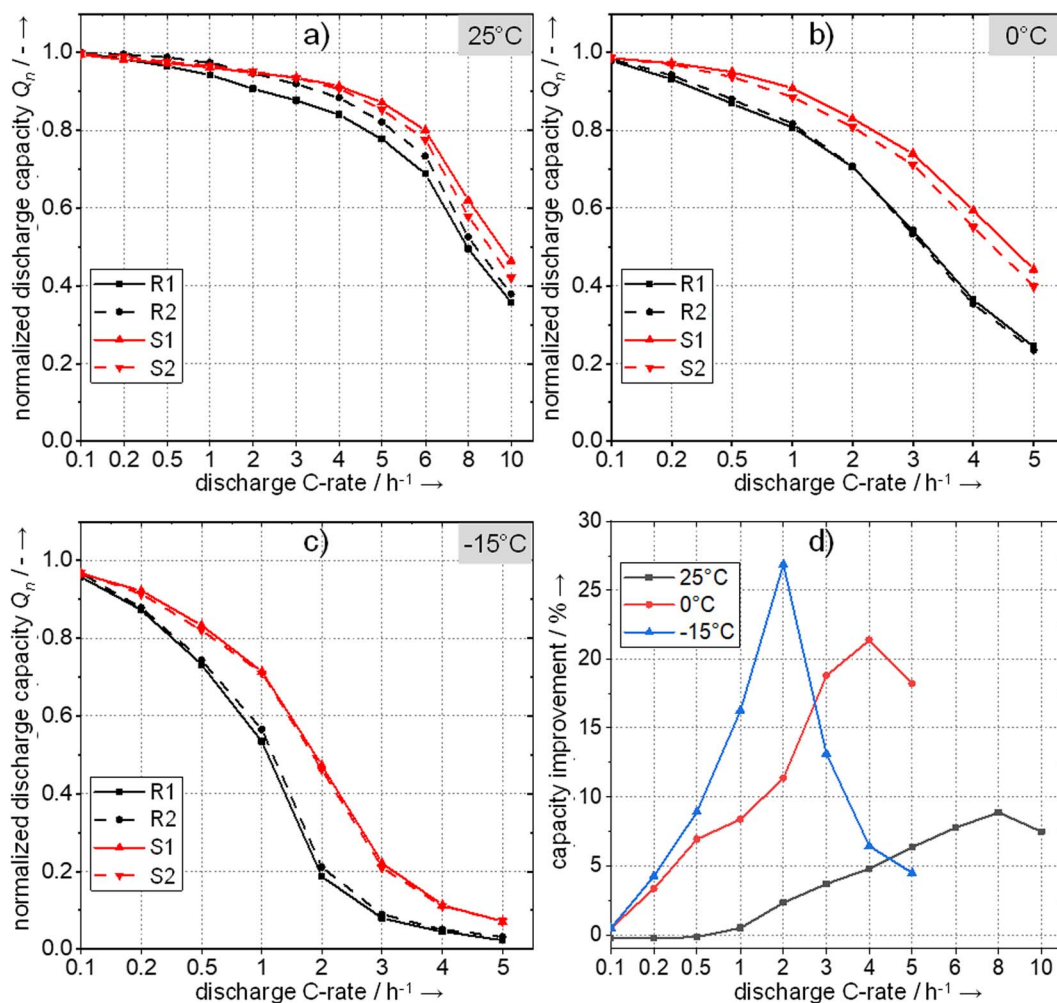 a)
25°C
normalized discharge capacity Qn / - →
1.0
0.8
0.6
0.4
0.2
0.0
R1
R2
S1
S2
0.1 0.2 0.5 1 2 3 4 5 6 8 10
discharge C-rate / h-1 →
b)
0°C
normalized discharge capacity Qn / - →
1.0
0.8
0.6
0.4
0.2
0.0
R1
R2
S1
S2
0.1 0.2 0.5 1 2 3 4 5
discharge C-rate / h-1 →
c)
-15°C
normalized discharge capacity Qn / - →
1.0
0.8
0.6
0.4
0.2
0.0
R1
R2
S1
S2
0.1 0.2 0.5 1 2 3 4 5
discharge C-rate / h-1 →
d)
capacity improvement / % →
30
25
20
15
10
5
0
25°C
0°C
-15°C
0.1 0.2 0.5 1 2 3 4 5 6 8 10
discharge C-rate / h-1 →